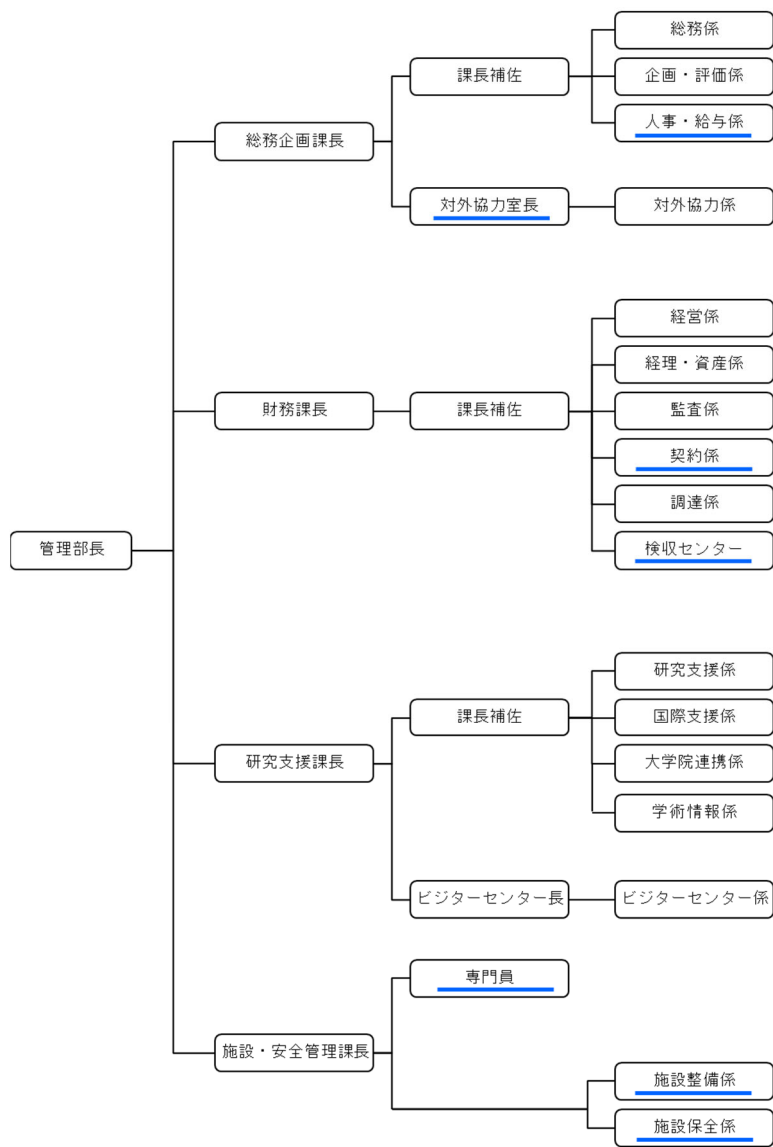 総務係
課長補佐
企画・評価係
人事・給与係
総務企画課長
対外協力室長
対外協力係
経営係
経理・資産係
財務課長
課長補佐
監査係
契約係
調達係
管理部長
検収センター
研究支援係
課長補佐
国際支援係
研究支援課長
大学院連携係
学術情報係
ビジターセンター長
ビジターセンター係
専門員
施設・安全管理課長
施設整備係
施設保全係